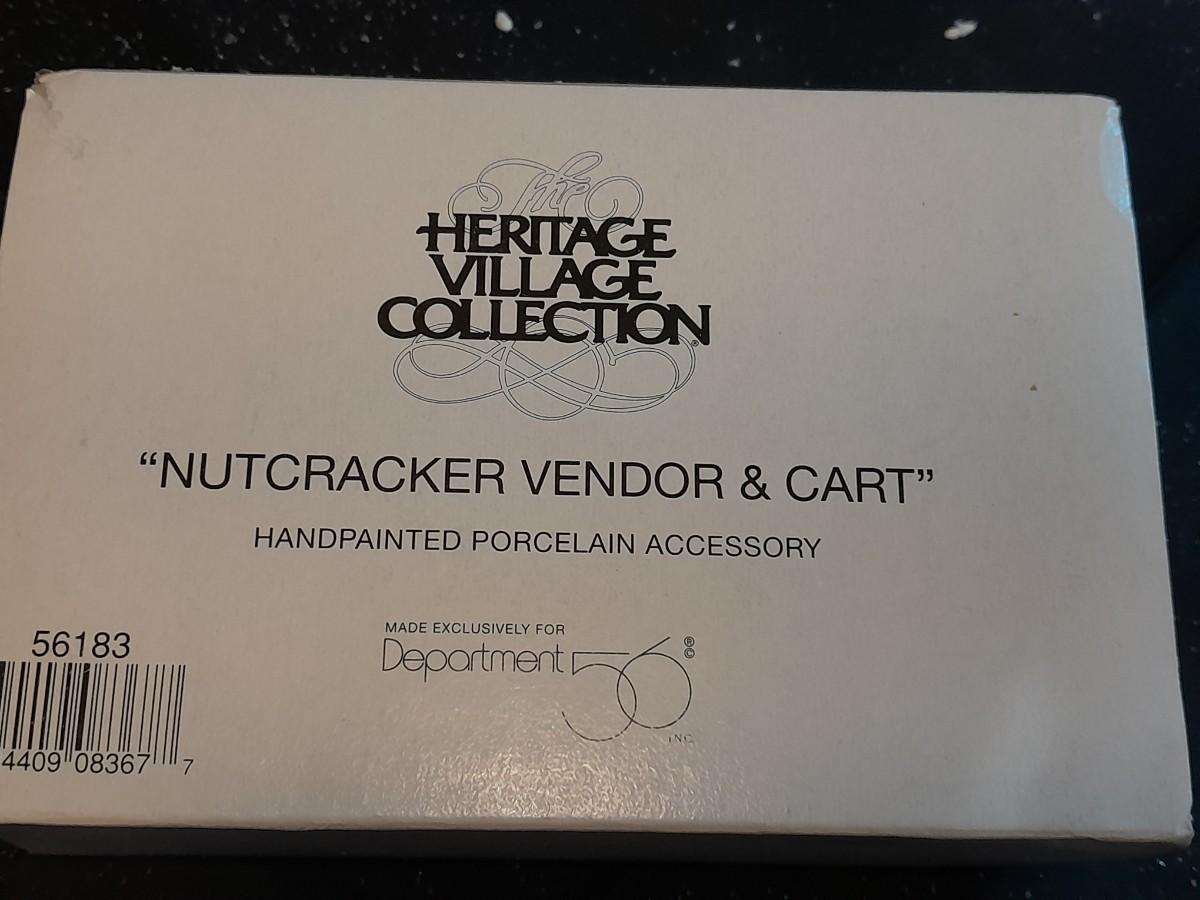 The
HERITAGE
VILLAGE
COLLECTION®
“NUTCRACKER VENDOR & CART”
HANDPAINTED PORCELAIN ACCESSORY
MADE EXCLUSIVELY FOR
Department 56 ® ©
INC.
56183
4409 08367 7